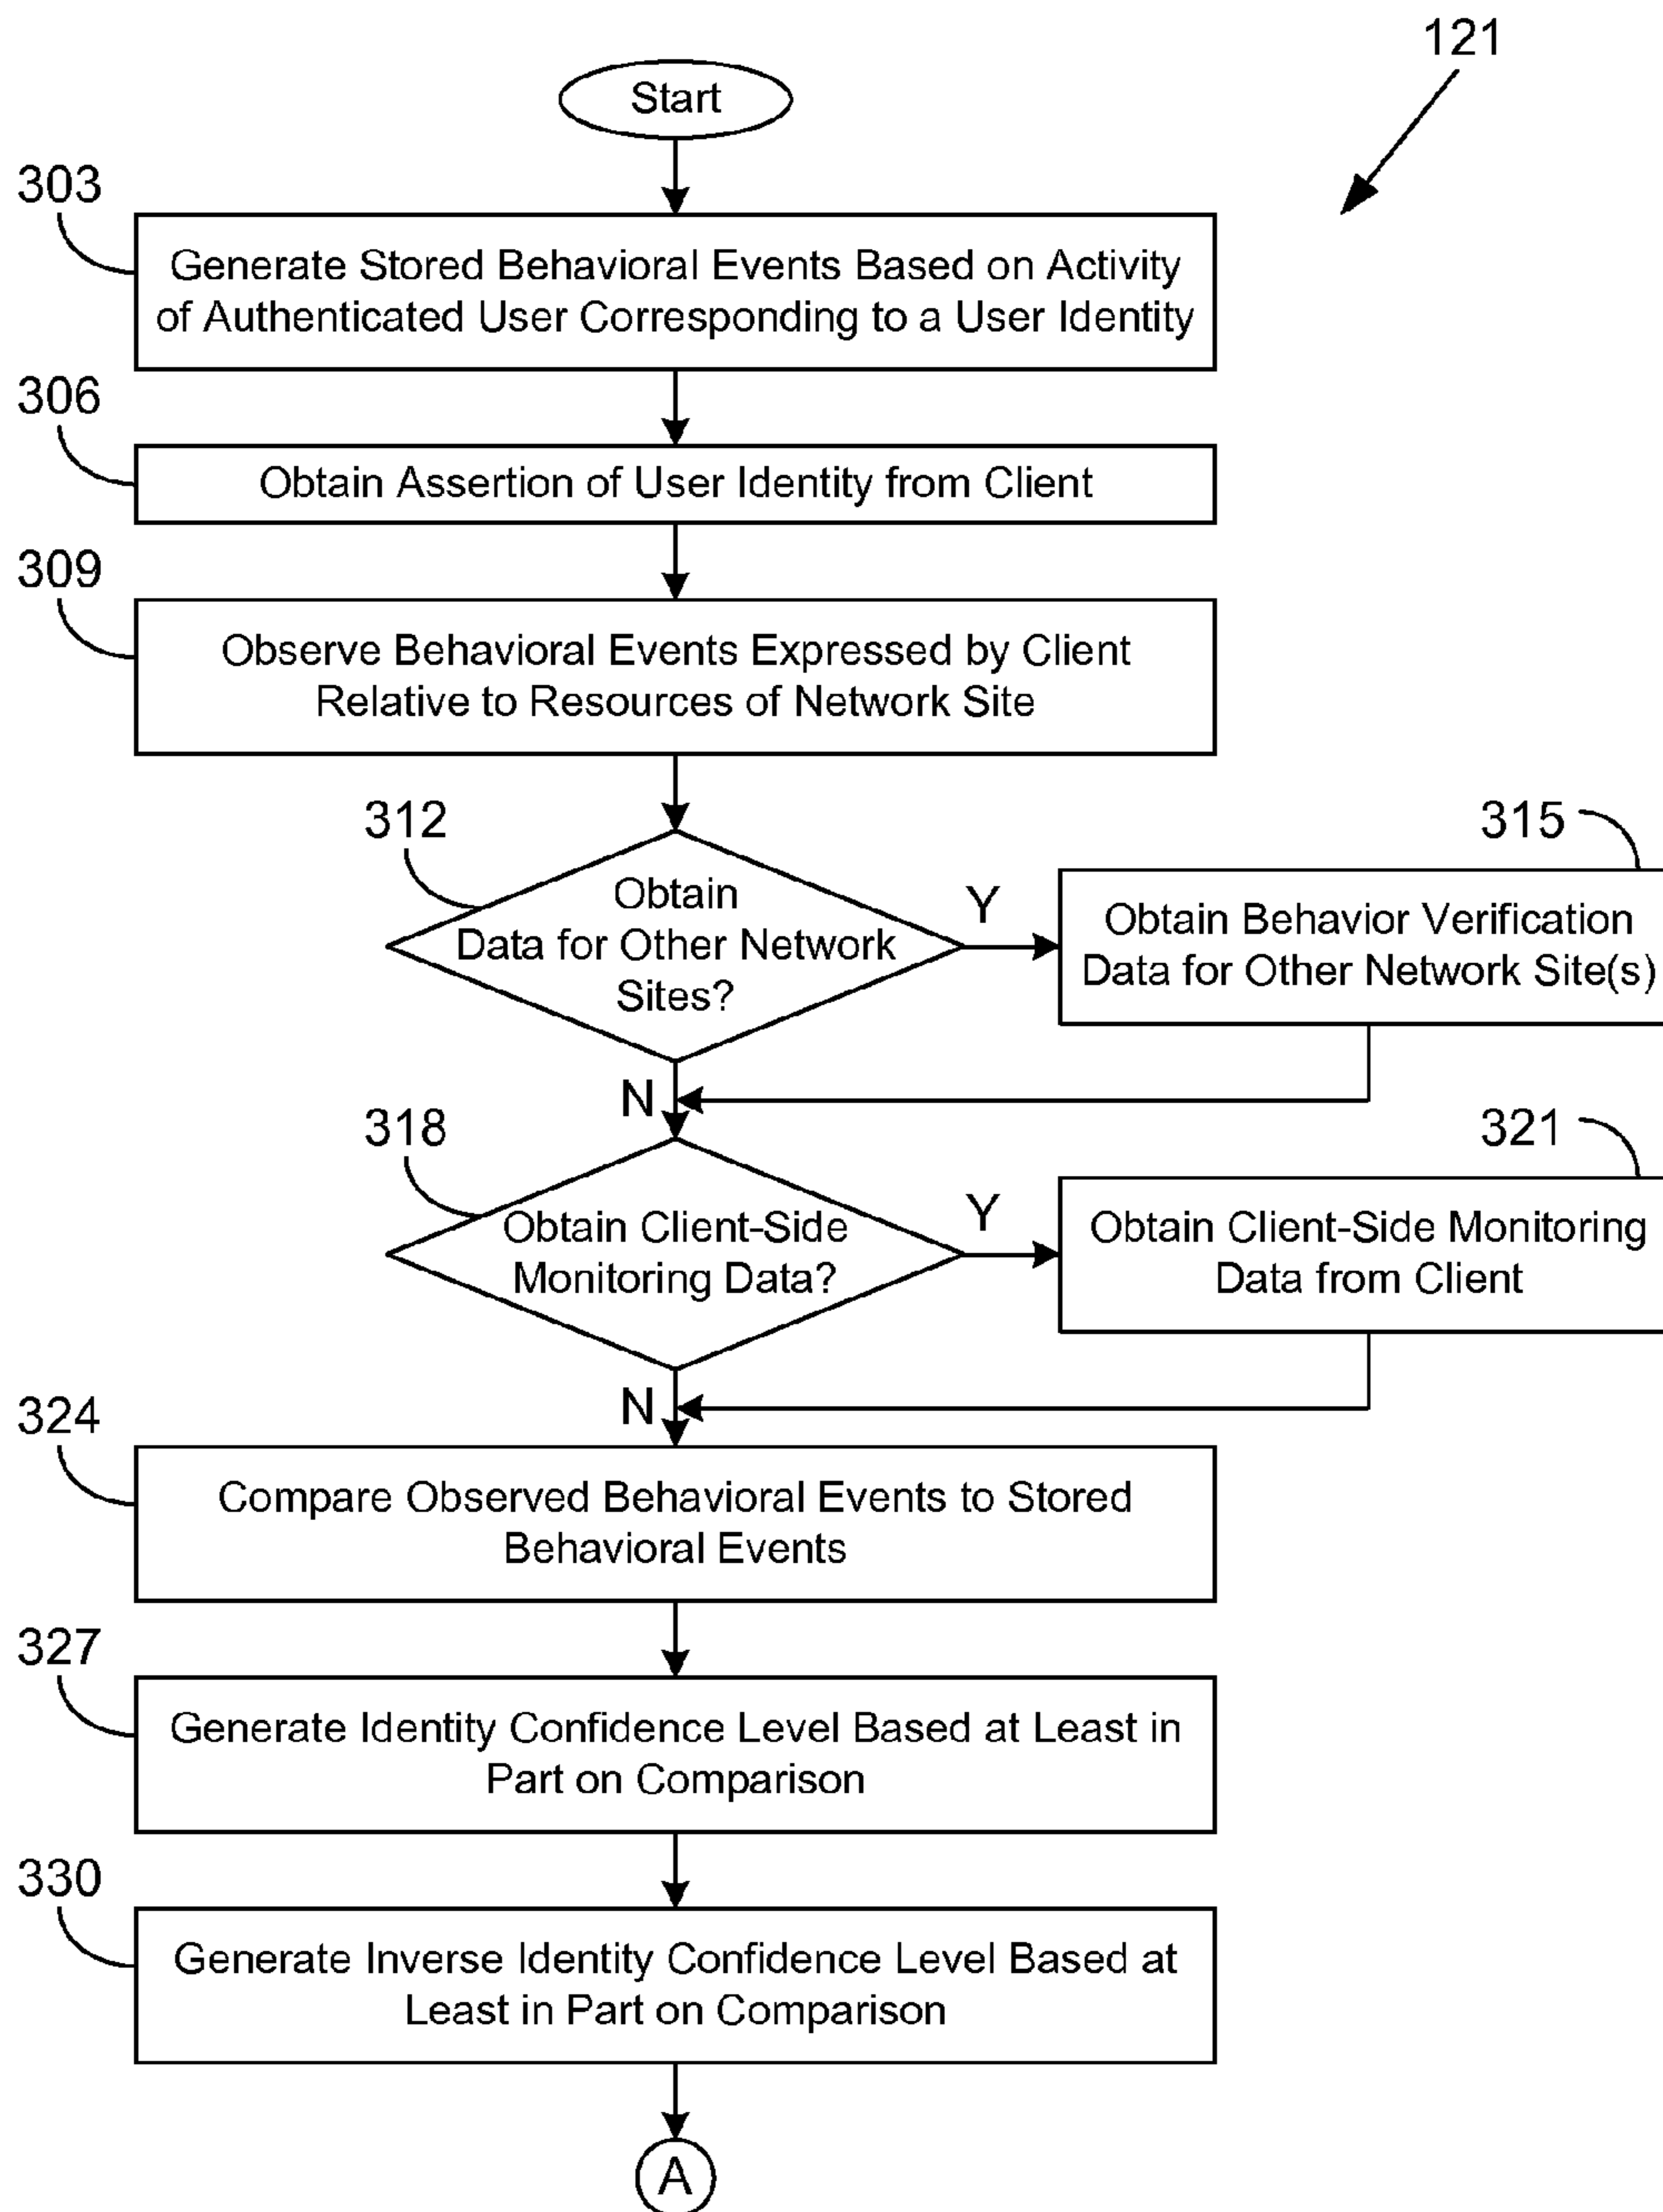 121
Start
303
Generate Stored Behavioral Events Based on Activity
of Authenticated User Corresponding to a User Identity
306
Obtain Assertion of User Identity from Client
309
Observe Behavioral Events Expressed by Client
Relative to Resources of Network Site
312
Obtain
Data for Other Network
Sites?
Y
315
Obtain Behavior Verification
Data for Other Network Site(s)
N
318
Obtain Client-Side
Monitoring Data?
Y
321
Obtain Client-Side Monitoring
Data from Client
N
324
Compare Observed Behavioral Events to Stored
Behavioral Events
327
Generate Identity Confidence Level Based at Least in
Part on Comparison
330
Generate Inverse Identity Confidence Level Based at
Least in Part on Comparison
A